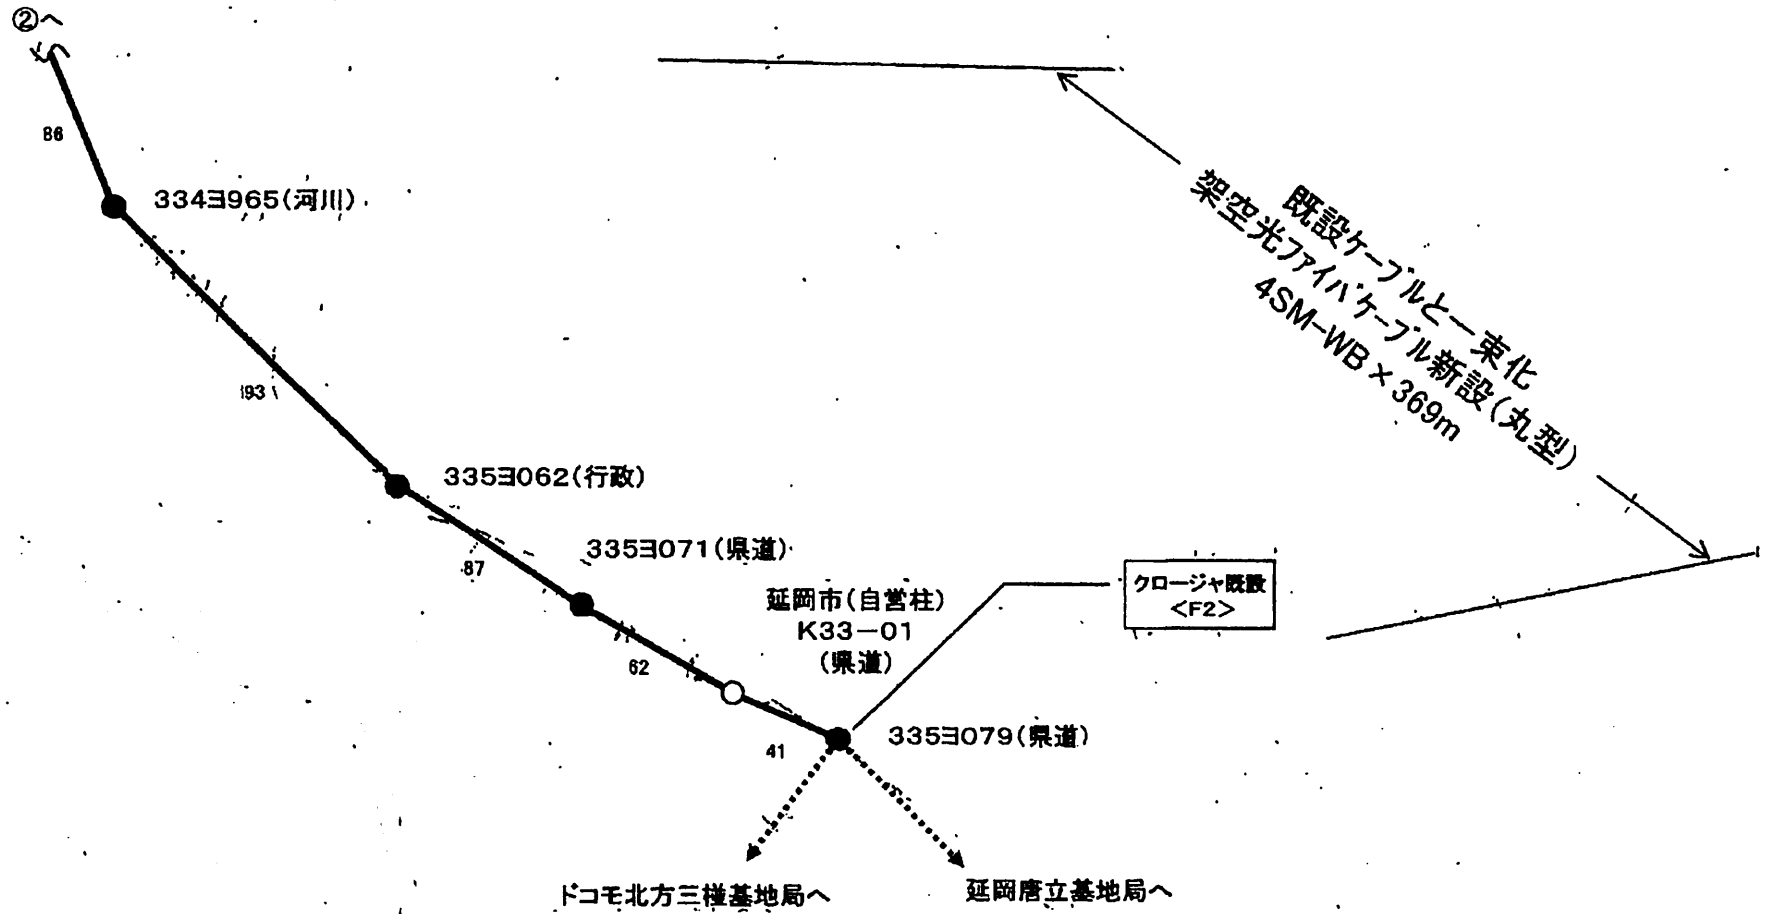 ②へ
86
334ヨ965(河川)
93
335ヨ062(行政)
87
335ヨ071(県道)
62
延岡市(自営柱)
K33−01
(県道)
41
335ヨ079(県道)
クロージャ既設
<F2>
既設ケーブルと一束化
架空光ファイバケーブル新設(丸型)
4SM-WB×369m
ドコモ北方三椪基地局へ
延岡唐立基地局へ